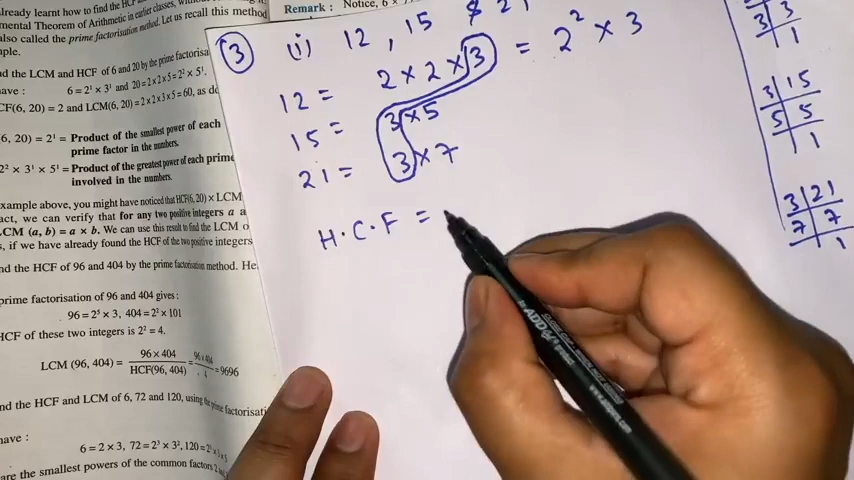 already learnt how to find the HCF
mental Theorem of Arithmetic in earlier classes, without
also called the prime factorisation method. Let us recall this method
ple.
nd the LCM and HCF of 6 and 20 by the prime factorisa
ave : 6 = 2¹ × 3¹ and 20 = 2 × 2 × 5 = 2² × 5¹.
CF(6, 20) = 2 and LCM(6, 20) = 2 × 2 × 3 × 5 = 60, as do
(6, 20) = 2¹ = Product of the smallest power of each
prime factor in the numbers.
2² × 3¹ × 5¹ = Product of the greatest power of each prime
involved in the numbers.
xample above, you might have noticed that HCF(6, 20) × LCM
act, we can verify that for any two positive integers a a
LCM (a, b) = a × b. We can use this result to find the LCM o
s, if we have already found the HCF of the two positive integers
nd the HCF of 96 and 404 by the prime factorisation method. He
prime factorisation of 96 and 404 gives :
96 = 2⁵ × 3, 404 = 2² × 101
HCF of these two integers is 2² = 4.
LCM (96, 404) = 96 × 404 / HCF(96, 404) = 96 × 404 / 4 = 9696
nd the HCF and LCM of 6, 72 and 120, using the prime factorisati
have :
6 = 2 × 3, 72 = 2³ × 3², 120 = 2³ × 3 × 5
are the smallest powers of the common factors 2
Remark : Notice, 6 ×
③ (i) 12 , 15 & 21
12 = 2 × 2 × 3 = 2² × 3
15 = 3 × 5
21 = 3 × 7
H.C.F =
3 | 3
1
3 | 15
5 | 5
1
3 | 21
7 | 7
1